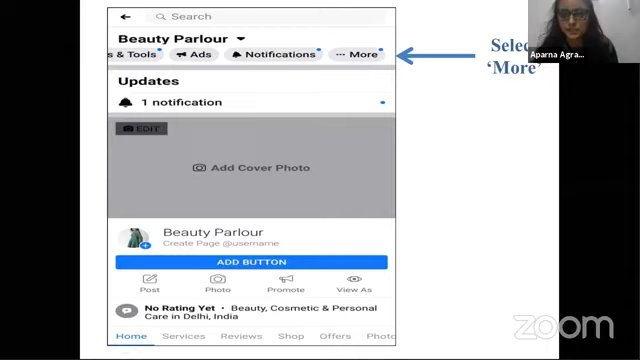 Search
Beauty Parlour
s & Tools Ads Notifications ··· More
Updates
1 notification
EDIT
Add Cover Photo
Beauty Parlour
Create Page @username
ADD BUTTON
Post Photo Promote View As
No Rating Yet • Beauty, Cosmetic & Personal
Care in Delhi, India
Home Services Reviews Shop Offers Photo
Selec
‘More’
Aparna Agra...
zoom